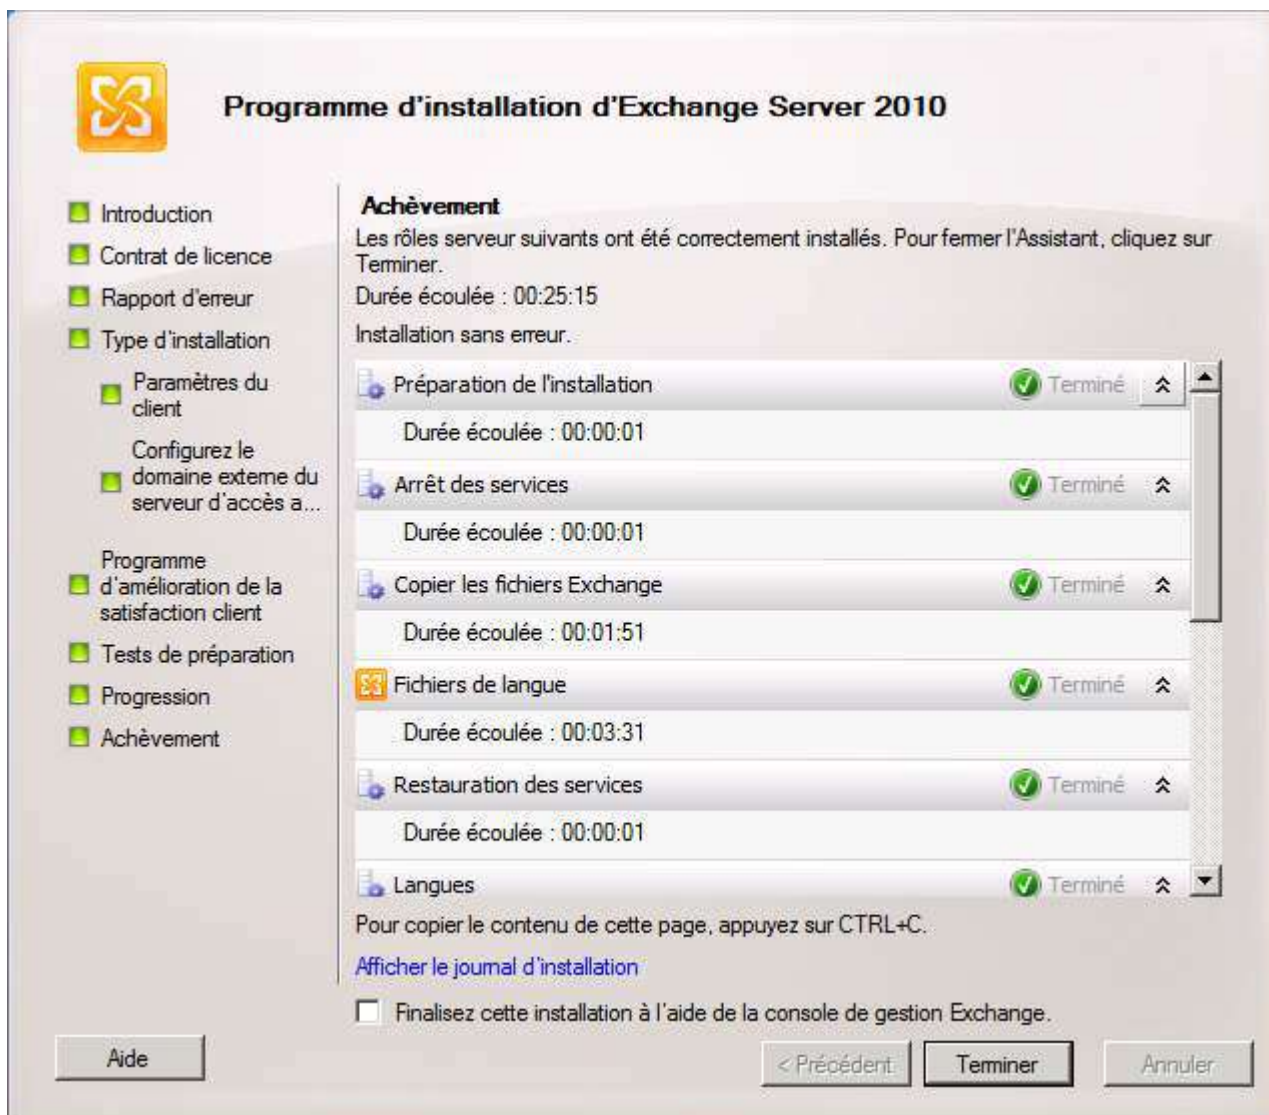 Programme d'installation d'Exchange Server 2010
Introduction
Contrat de licence
Rapport d'erreur
Type d'installation
Paramètres du
client
Configurez le
domaine externe du
serveur d'accès a...
Programme
d'amélioration de la
satisfaction client
Tests de préparation
Progression
Achèvement
Achèvement
Les rôles serveur suivants ont été correctement installés. Pour fermer l'Assistant, cliquez sur
Terminer.
Durée écoulée : 00:25:15
Installation sans erreur.
Préparation de l'installation Terminé
Durée écoulée : 00:00:01
Arrêt des services Terminé
Durée écoulée : 00:00:01
Copier les fichiers Exchange Terminé
Durée écoulée : 00:01:51
Fichiers de langue Terminé
Durée écoulée : 00:03:31
Restauration des services Terminé
Durée écoulée : 00:00:01
Langues Terminé
Pour copier le contenu de cette page, appuyez sur CTRL+C.
Afficher le journal d'installation
Finalisez cette installation à l'aide de la console de gestion Exchange.
Aide < Précédent Terminer Annuler